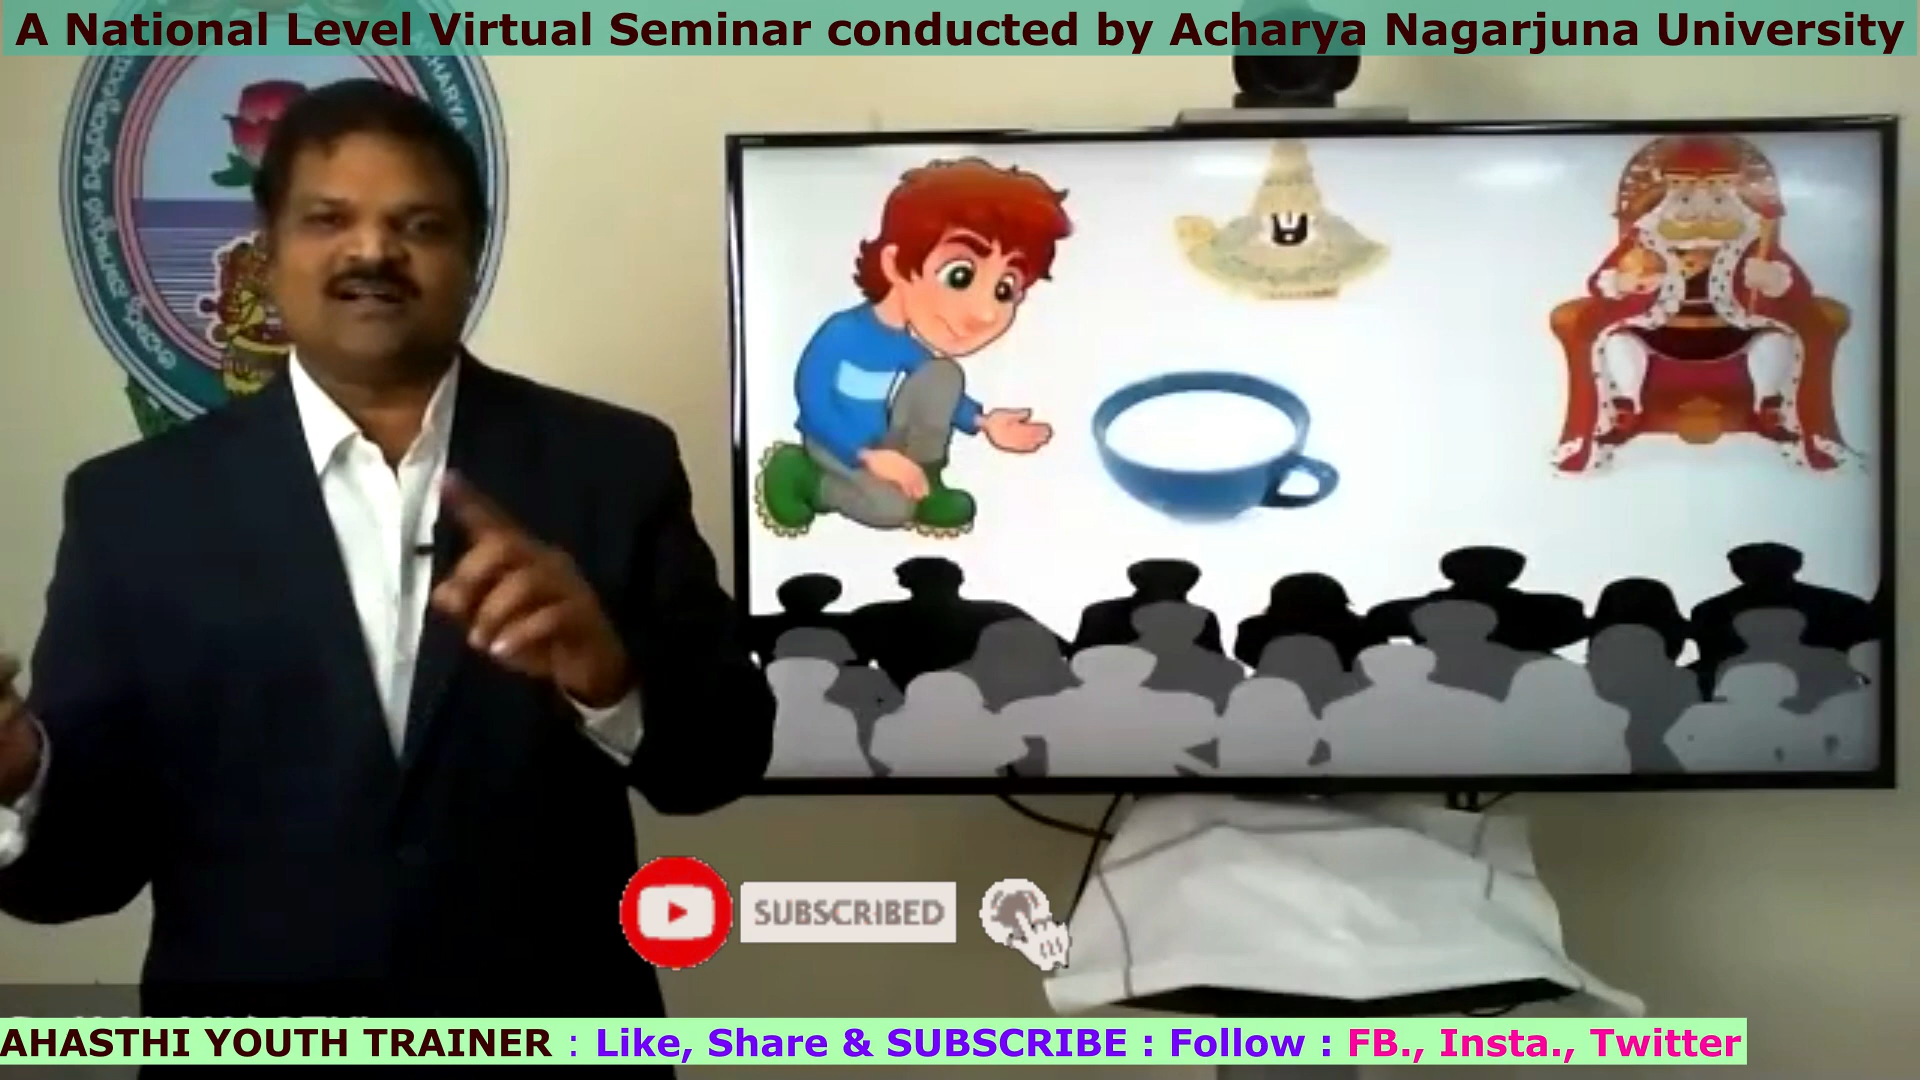 A National Level Virtual Seminar conducted by Acharya Nagarjuna University
CHARYA
SUBSCRIBED
AHASTHI YOUTH TRAINER : Like, Share & SUBSCRIBE : Follow : FB., Insta., Twitter